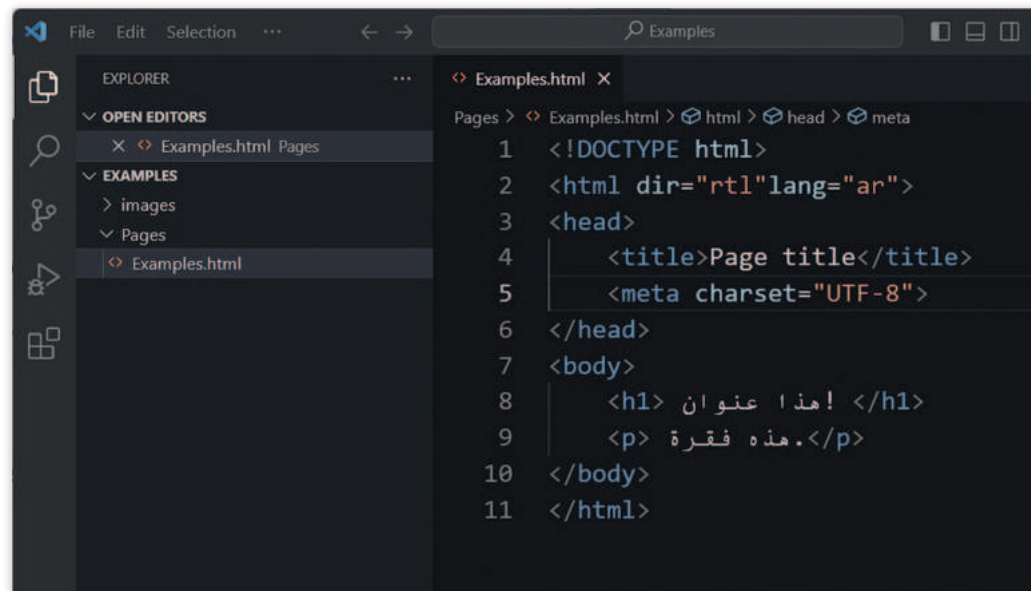 File Edit Selection ··· ← → Examples
EXPLORER ···
OPEN EDITORS
Examples.html Pages
EXAMPLES
images
Pages
Examples.html
Examples.html ×
Pages > Examples.html > html > head > meta
1 <!DOCTYPE html>
2 <html dir="rtl"lang="ar">
3 <head>
4 <title>Page title</title>
5 <meta charset="UTF-8">
6 </head>
7 <body>
8 <h1> هذا عنوان! </h1>
9 <p> هذه فقرة.</p>
10 </body>
11 </html>